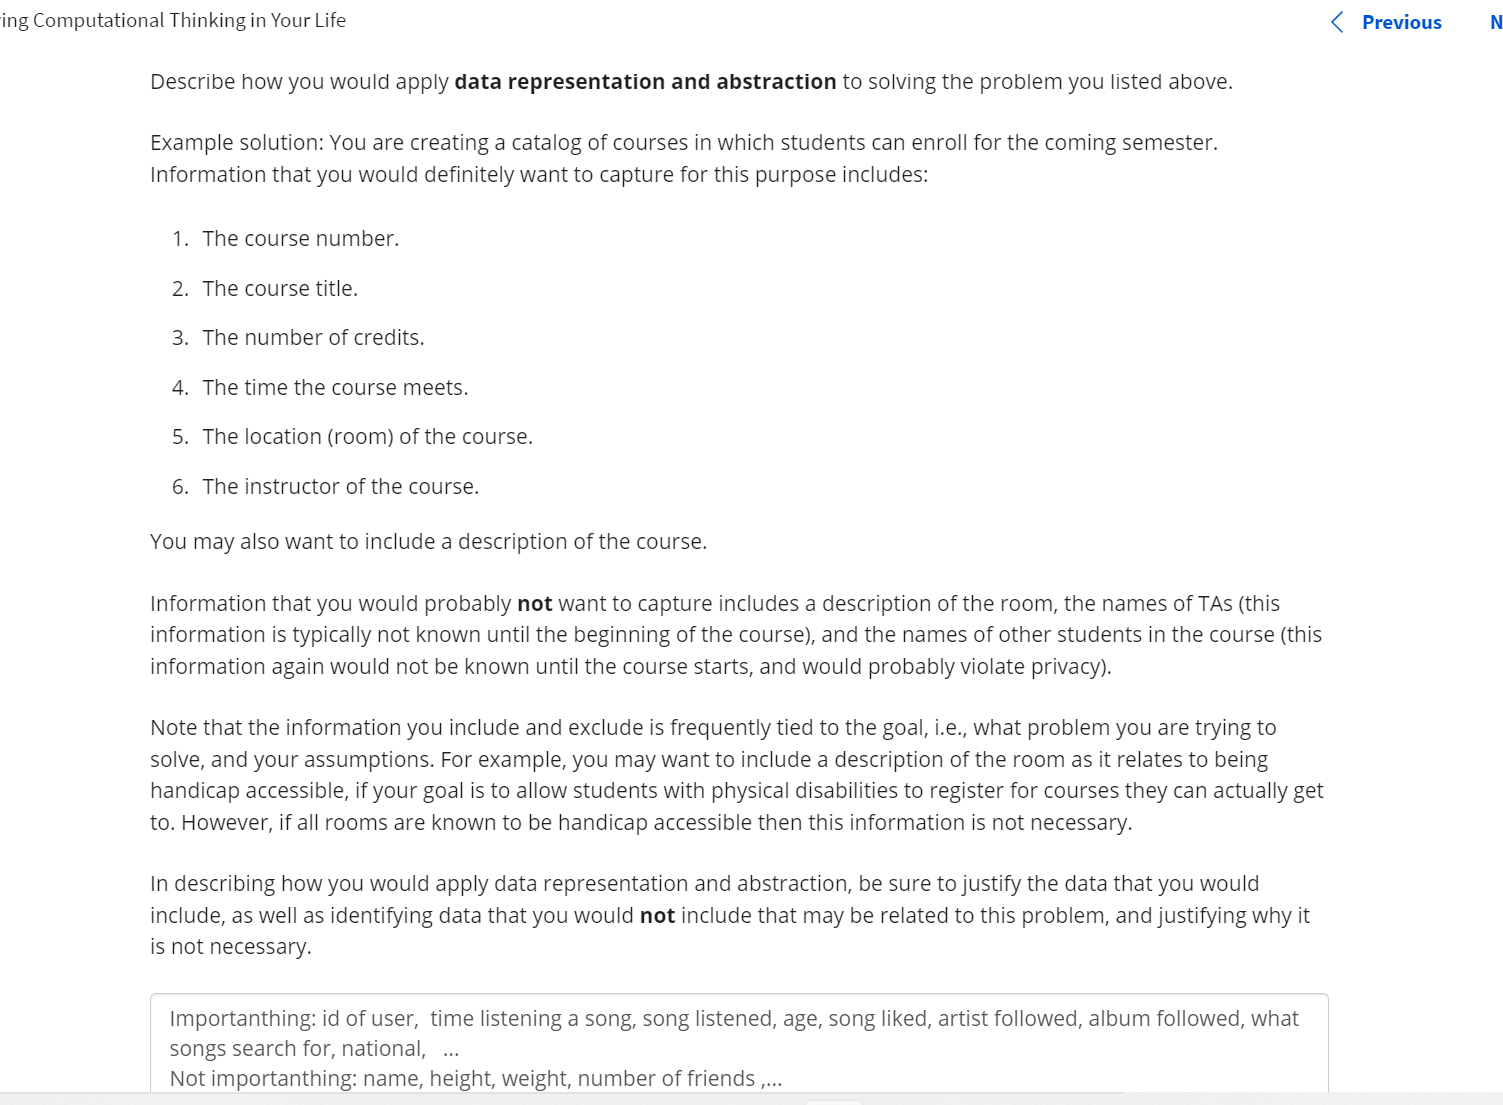 ing Computational Thinking in Your Life
Previous
N
Describe how you would apply data representation and abstraction to solving the problem you listed above.
Example solution: You are creating a catalog of courses in which students can enroll for the coming semester.
Information that you would definitely want to capture for this purpose includes:
1. The course number.
2. The course title.
3. The number of credits.
4. The time the course meets.
5. The location (room) of the course.
6. The instructor of the course.
You may also want to include a description of the course.
Information that you would probably not want to capture includes a description of the room, the names of TAs (this
information is typically not known until the beginning of the course), and the names of other students in the course (this
information again would not be known until the course starts, and would probably violate privacy).
Note that the information you include and exclude is frequently tied to the goal, i.e., what problem you are trying to
solve, and your assumptions. For example, you may want to include a description of the room as it relates to being
handicap accessible, if your goal is to allow students with physical disabilities to register for courses they can actually get
to. However, if all rooms are known to be handicap accessible then this information is not necessary.
In describing how you would apply data representation and abstraction, be sure to justify the data that you would
include, as well as identifying data that you would not include that may be related to this problem, and justifying why it
is not necessary.
Importanthing: id of user,  time listening a song, song listened, age, song liked, artist followed, album followed, what
songs search for, national,   ...
Not importanthing: name, height, weight, number of friends ,...